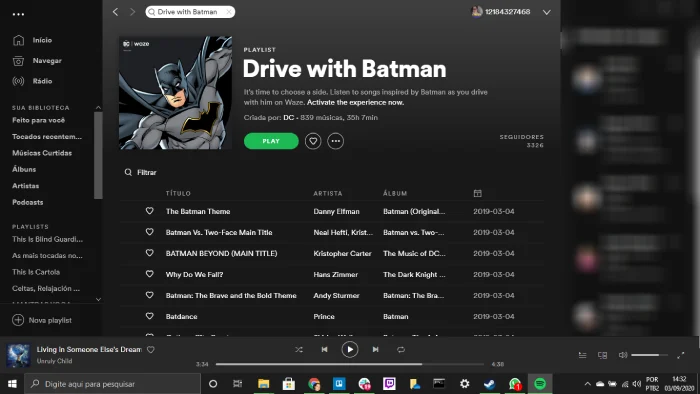 Drive with Batman
12184327468
Início
Navegar
Rádio
SUA BIBLIOTECA
Feito para você
Tocados recentem...
Músicas Curtidas
Álbuns
Artistas
Podcasts
PLAYLISTS
This Is Blind Guardi...
As mais tocadas no...
This Is Cartola
Celtas, Relajación ...
Nova playlist
DC waze
PLAYLIST
Drive with Batman
It's time to choose a side. Listen to songs inspired by Batman as you drive
with him on Waze. Activate the experience now.
Criada por: DC • 839 músicas, 35h 7min
PLAY
SEGUIDORES
3326
Filtrar
TÍTULO ARTISTA ÁLBUM
The Batman Theme Danny Elfman Batman (Original... 2019-03-04
Batman Vs. Two-Face Main Title Neal Hefti, Krist... Batman vs. Two-... 2019-03-04
BATMAN BEYOND (MAIN TITLE) Kristopher Carter The Music of DC... 2019-03-04
Why Do We Fall? Hans Zimmer The Dark Knight ... 2019-03-04
Batman: The Brave and the Bold Theme Andy Sturmer Batman: The Bra... 2019-03-04
Batdance Prince Batman 2019-03-04
Living in Someone Else's Dream
Unruly Child
3:34
4:38
Digite aqui para pesquisar
POR
PTB2
14:32
03/09/2020